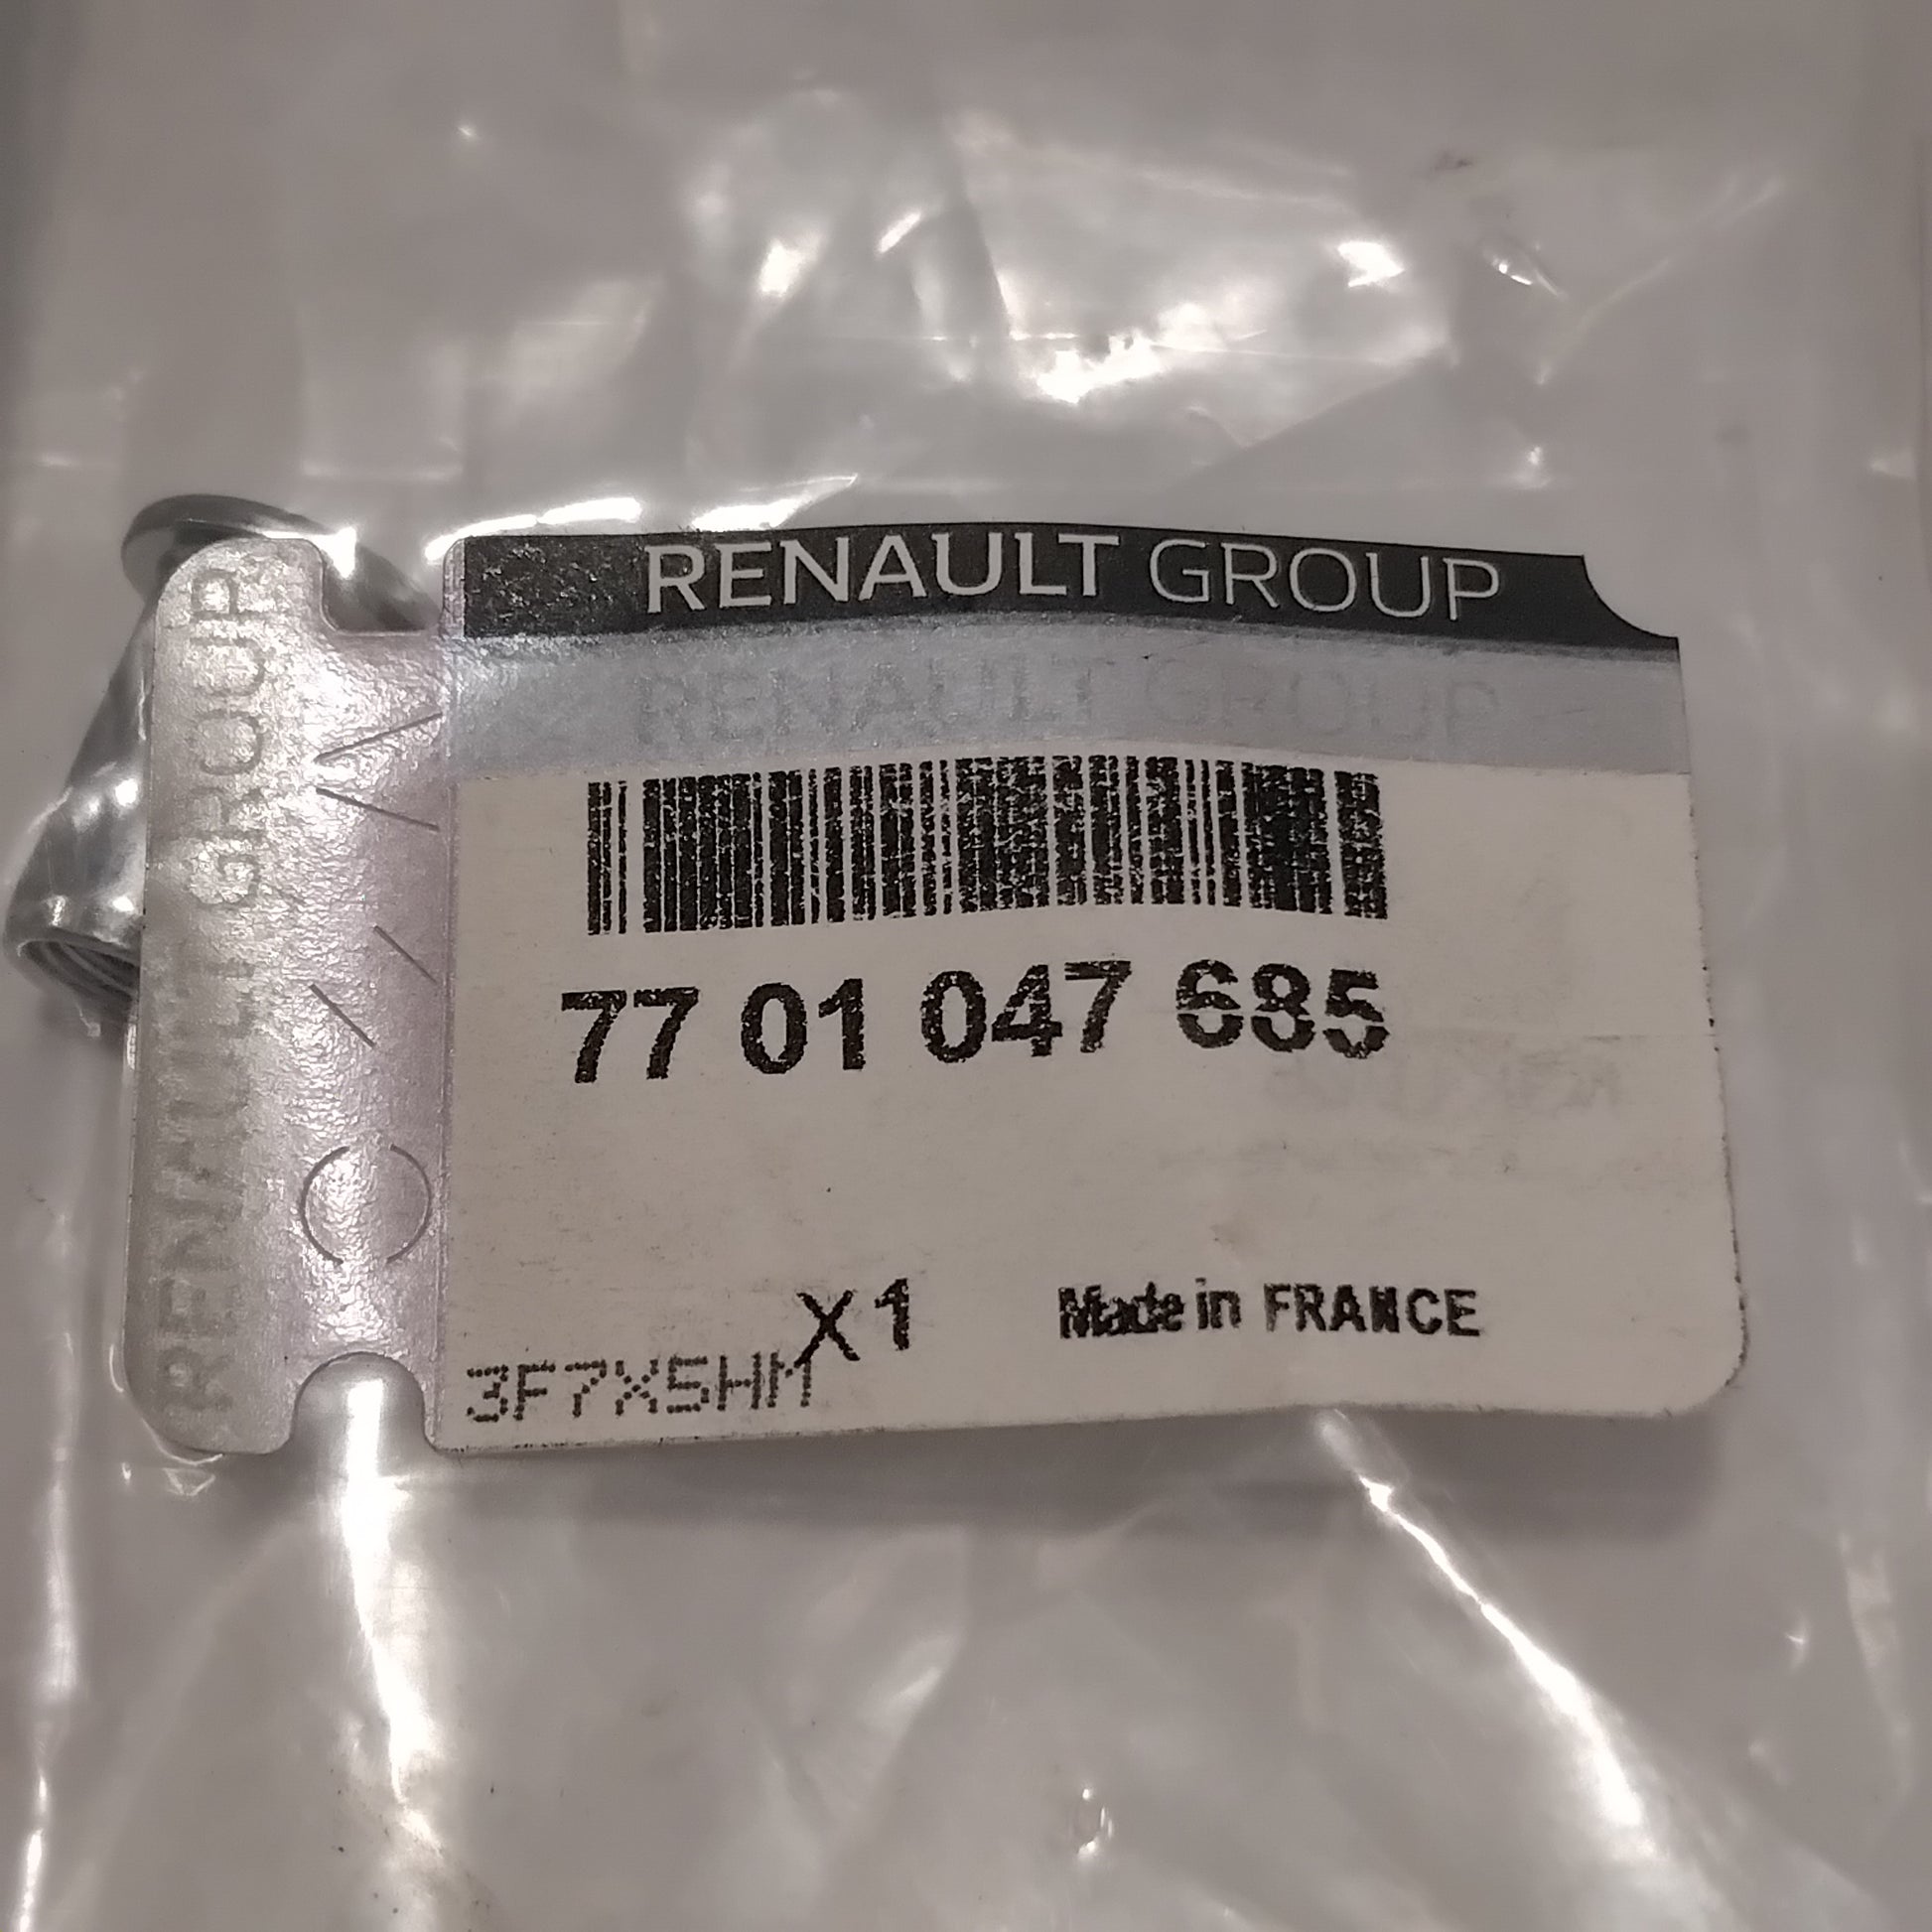 RENAULT GROUP
RENAULT GROUP
RENAULT GROUP
77 01 047 685
x1
Made in FRANCE
3F7X5HM